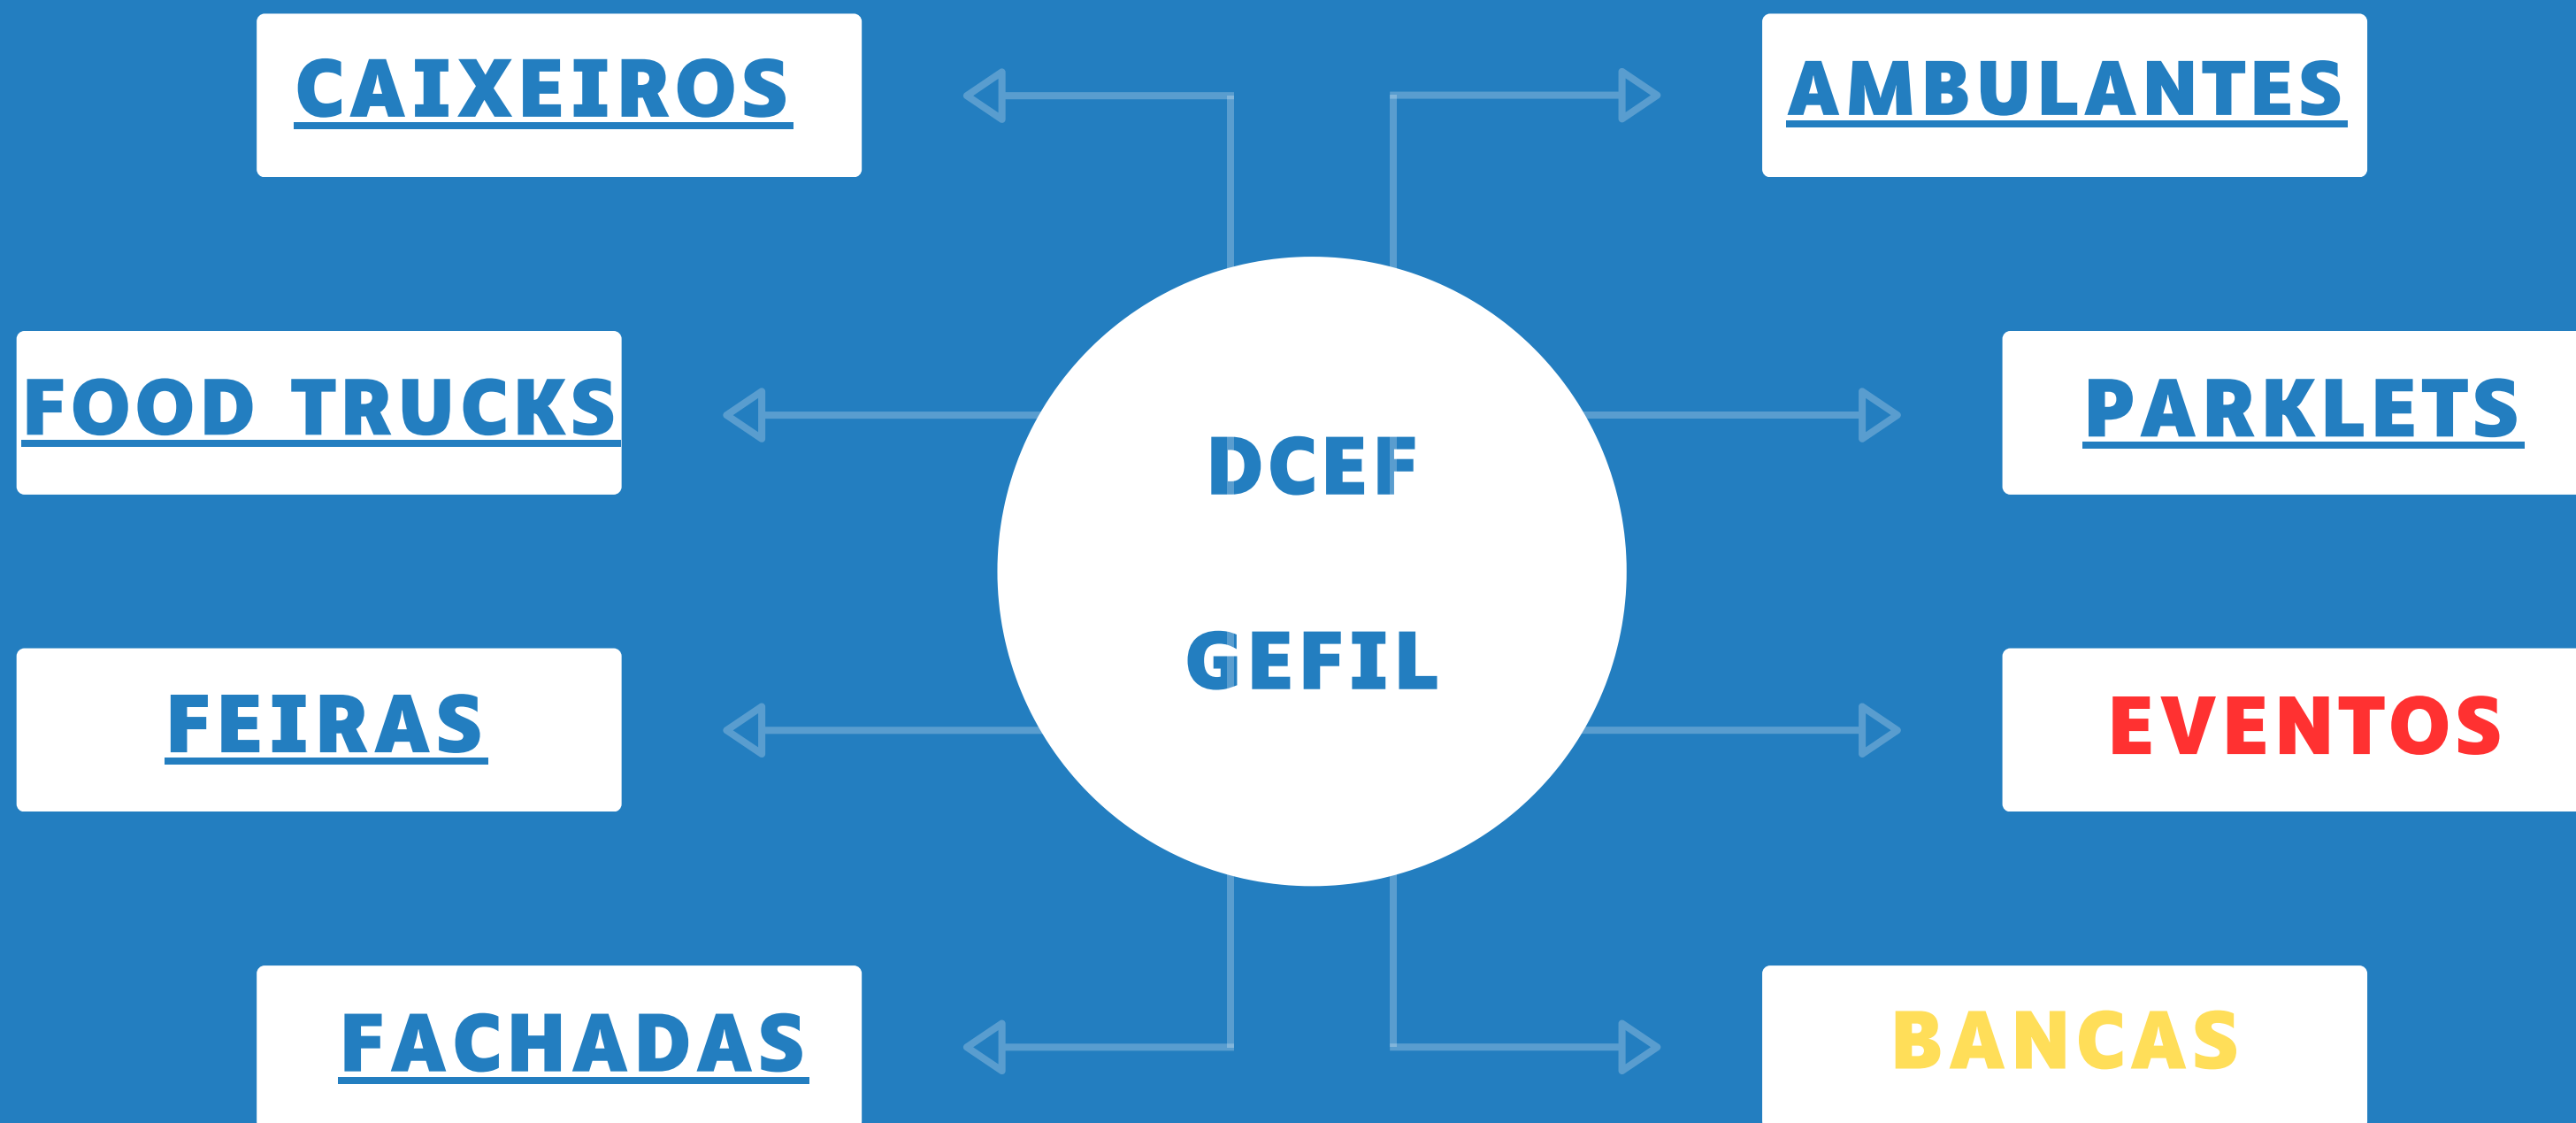 CAIXEIROS
AMBULANTES
FOOD TRUCKS
PARKLETS
DCEF
GEFIL
FEIRAS
EVENTOS
FACHADAS
BANCAS